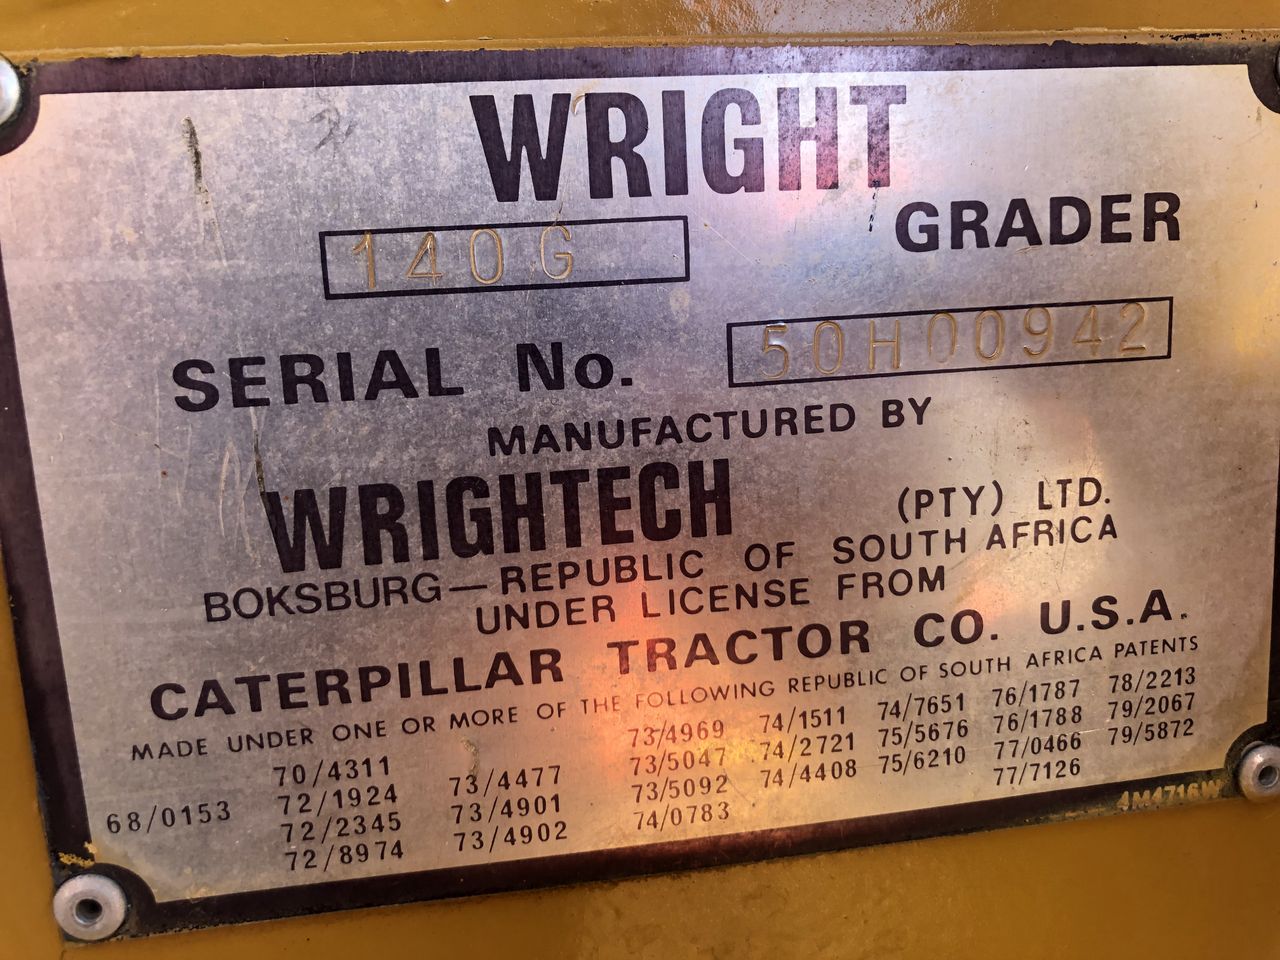 WRIGHT
140G GRADER
SERIAL No. 50H00942
MANUFACTURED BY
WRIGHTECH (PTY) LTD.
BOKSBURG — REPUBLIC OF SOUTH AFRICA
UNDER LICENSE FROM
CATERPILLAR TRACTOR CO. U.S.A.
MADE UNDER ONE OR MORE OF THE FOLLOWING REPUBLIC OF SOUTH AFRICA PATENTS
68/0153
70/4311
72/1924
72/2345
72/8974
73/4477
73/4901
73/4902
73/4969
73/5047
73/5092
74/0783
74/1511
74/2721
74/4408
74/7651
75/5676
75/6210
76/1787
76/1788
77/0466
77/7126
78/2213
79/2067
79/5872
4M4716W